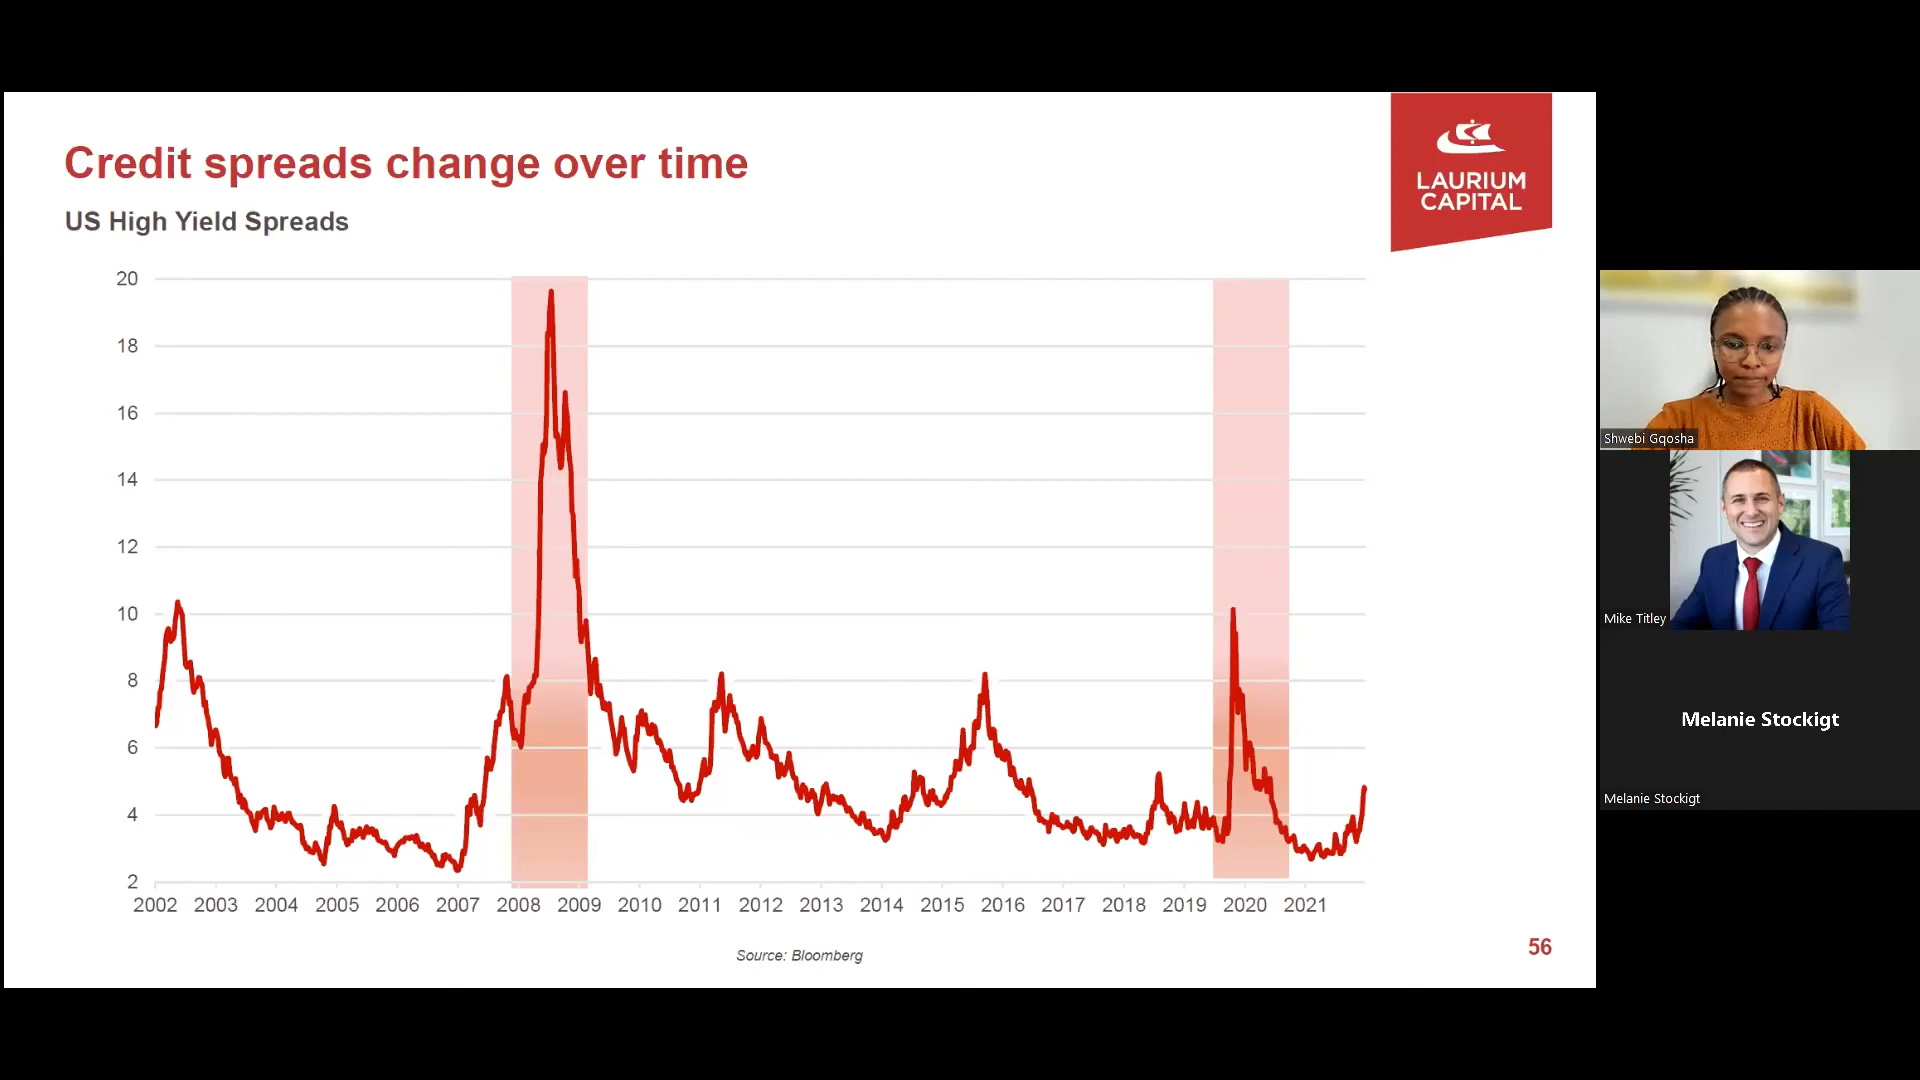 Credit spreads change over time
US High Yield Spreads
LAURIUM
CAPITAL
20
18
16
14
12
10
8
6
4
2
2002 2003 2004 2005 2006 2007 2008 2009 2010 2011 2012 2013 2014 2015 2016 2017 2018 2019 2020 2021
Source: Bloomberg
56
Shwebi Gqosha
Mike Titley
Melanie Stockigt
Melanie Stockigt